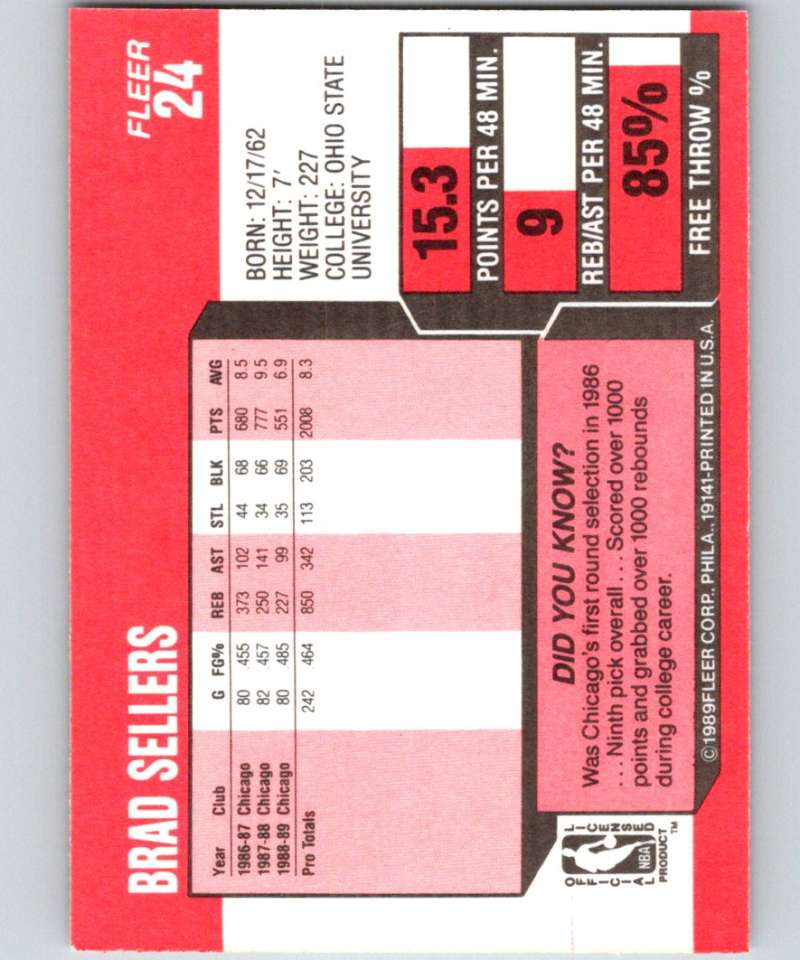 FLEER
24
BRAD SELLERS
BORN: 12/17/62
HEIGHT: 7'
WEIGHT: 227
COLLEGE: OHIO STATE
UNIVERSITY
Year Club G FG% REB AST STL BLK PTS AVG
1986-87 Chicago 80 .455 373 102 44 68 680 8.5
1987-88 Chicago 82 .457 250 141 34 66 777 9.5
1988-89 Chicago 80 .485 227 99 35 69 551 6.9
Pro Totals 242 .464 850 342 113 203 2008 8.3
15.3
POINTS PER 48 MIN.
9
REB/AST PER 48 MIN.
85%
FREE THROW %
DID YOU KNOW?
Was Chicago's first round selection in 1986
... Ninth pick overall ... Scored over 1000
points and grabbed over 1000 rebounds
during college career.
OFFICIAL LICENSED
NBA
PRODUCT™
©1989 FLEER CORP., PHILA., 19141-PRINTED IN U.S.A.